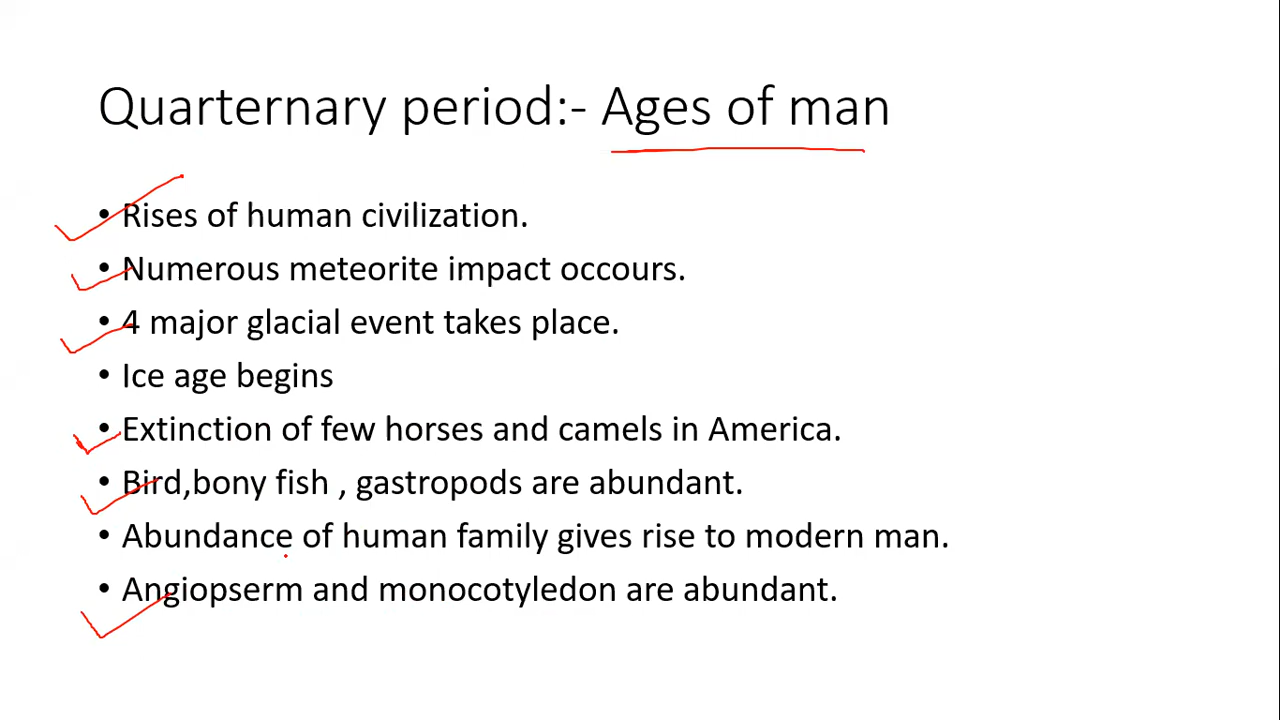 Quarternary period:- Ages of man
• Rises of human civilization.
• Numerous meteorite impact occours.
• 4 major glacial event takes place.
• Ice age begins
• Extinction of few horses and camels in America.
• Bird,bony fish , gastropods are abundant.
• Abundance of human family gives rise to modern man.
• Angiopserm and monocotyledon are abundant.